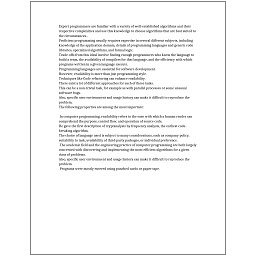 Expert programmers are familiar with a variety of well-established algorithms and their
respective complexities and use this knowledge to choose algorithms that are best suited to
the circumstances.
Proficient programming usually requires expertise in several different subjects, including
knowledge of the application domain, details of programming languages and generic code
libraries, specialized algorithms, and formal logic.
Trade-offs from this ideal involve finding enough programmers who know the language to
build a team, the availability of compilers for that language, and the efficiency with which
programs written in a given language execute.
Programming languages are essential for software development.
However, readability is more than just programming style.
Techniques like Code refactoring can enhance readability.
There exist a lot of different approaches for each of those tasks.
This can be a non-trivial task, for example as with parallel processes or some unusual
software bugs.
Also, specific user environment and usage history can make it difficult to reproduce the
problem.
The following properties are among the most important:
In computer programming, readability refers to the ease with which a human reader can
comprehend the purpose, control flow, and operation of source code.
He gave the first description of cryptanalysis by frequency analysis, the earliest code-
breaking algorithm.
The choice of language used is subject to many considerations, such as company policy,
suitability to task, availability of third-party packages, or individual preference.
The academic field and the engineering practice of computer programming are both largely
concerned with discovering and implementing the most efficient algorithms for a given
class of problems.
Also, specific user environment and usage history can make it difficult to reproduce the
problem.
Programs were mostly entered using punched cards or paper tape.